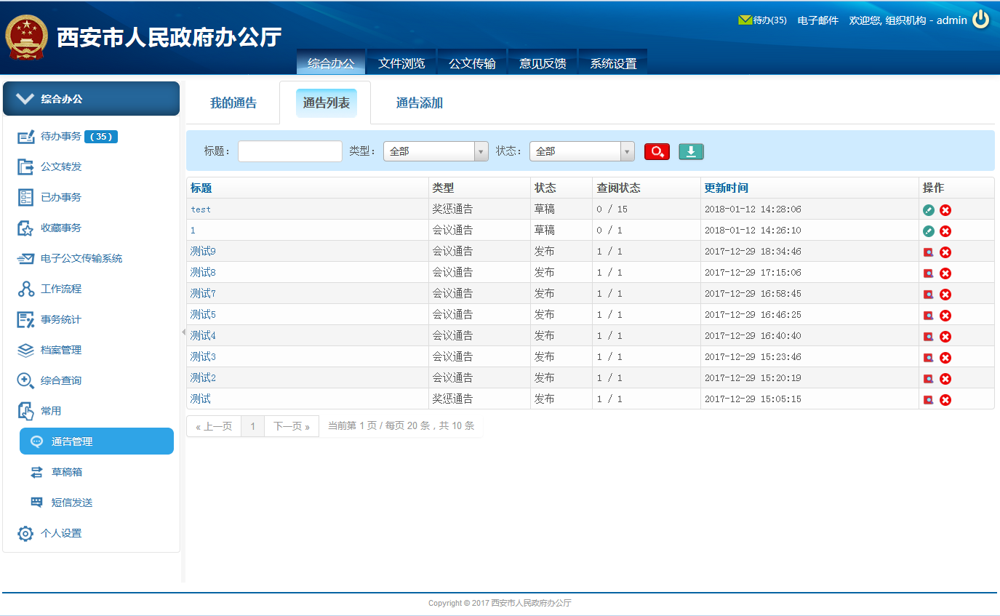 待办(35) 电子邮件 欢迎您, 组织机构 - admin
西安市人民政府办公厅
综合办公 文件浏览 公文传输 意见反馈 系统设置
综合办公
待办事务 ( 35 )
公文转发
已办事务
收藏事务
电子公文传输系统
工作流程
事务统计
档案管理
综合查询
常用
通告管理
草稿箱
短信发送
个人设置
我的通告 通告列表 通告添加
标题： 类型： 全部 状态： 全部
标题 类型 状态 查阅状态 更新时间 操作
test 奖惩通告 草稿 0 / 15 2018-01-12 14:28:06
1 会议通告 草稿 0 / 1 2018-01-12 14:26:10
测试9 会议通告 发布 1 / 1 2017-12-29 18:34:46
测试8 会议通告 发布 1 / 1 2017-12-29 17:15:06
测试7 会议通告 发布 1 / 1 2017-12-29 16:58:45
测试5 会议通告 发布 1 / 1 2017-12-29 16:46:25
测试4 会议通告 发布 1 / 1 2017-12-29 16:40:40
测试3 会议通告 发布 1 / 1 2017-12-29 15:23:46
测试2 会议通告 发布 1 / 1 2017-12-29 15:20:19
测试 奖惩通告 发布 1 / 1 2017-12-29 15:05:15
« 上一页 1 下一页 » 当前第 1 页 / 每页 20 条，共 10 条
Copyright © 2017 西安市人民政府办公厅